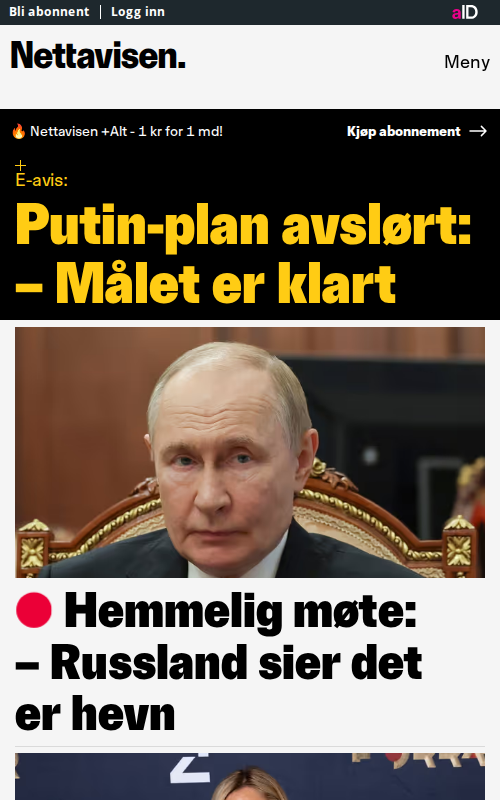 Bli abonnent | Logg inn
aID
Nettavisen.
Meny
🔥 Nettavisen +Alt - 1 kr for 1 md!
Kjøp abonnement →
+
E-avis:
Putin-plan avslørt:
– Målet er klart
🔴 Hemmelig møte:
– Russland sier det
er hevn